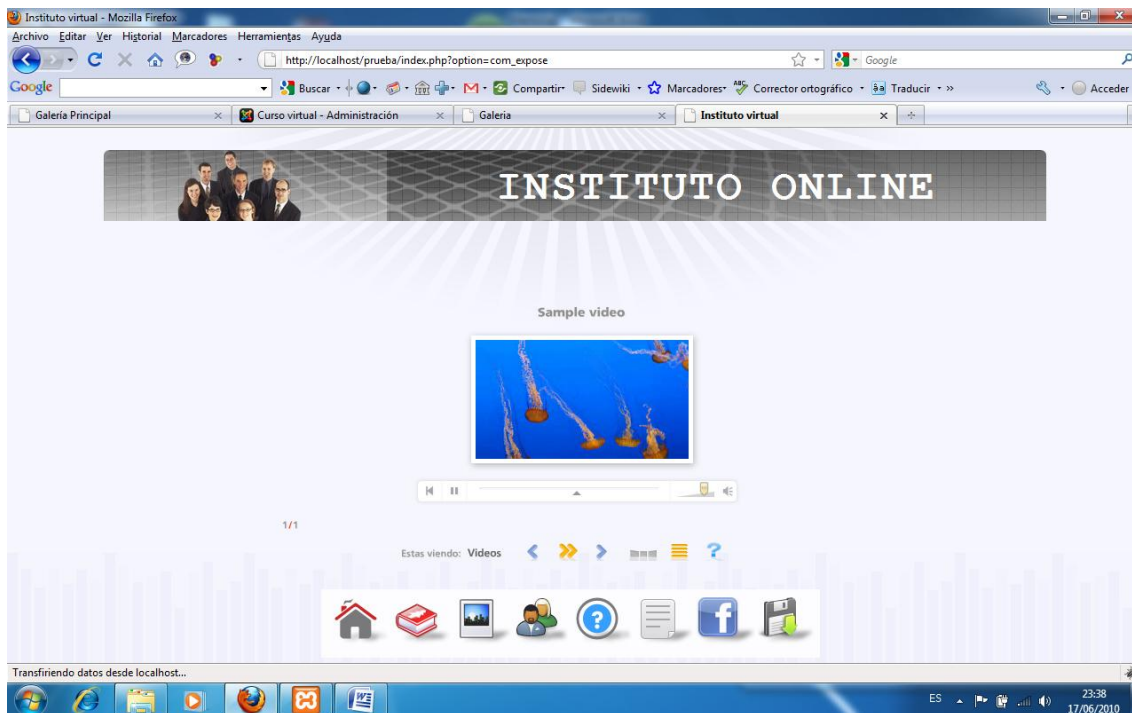 Instituto virtual - Mozilla Firefox
Archivo Editar Ver Historial Marcadores Herramientas Ayuda
http://localhost/prueba/index.php?option=com_expose
Google
Google
Buscar
Compartir
Sidewiki
Marcadores
ABC
Corrector ortográfico
Traducir
»
Acceder
Galería Principal
Curso virtual - Administración
Galeria
Instituto virtual
INSTITUTO ONLINE
Sample video
1/1
Estas viendo: Videos
?
?
f
Transfiriendo datos desde localhost...
W
ES
23:38
17/06/2010